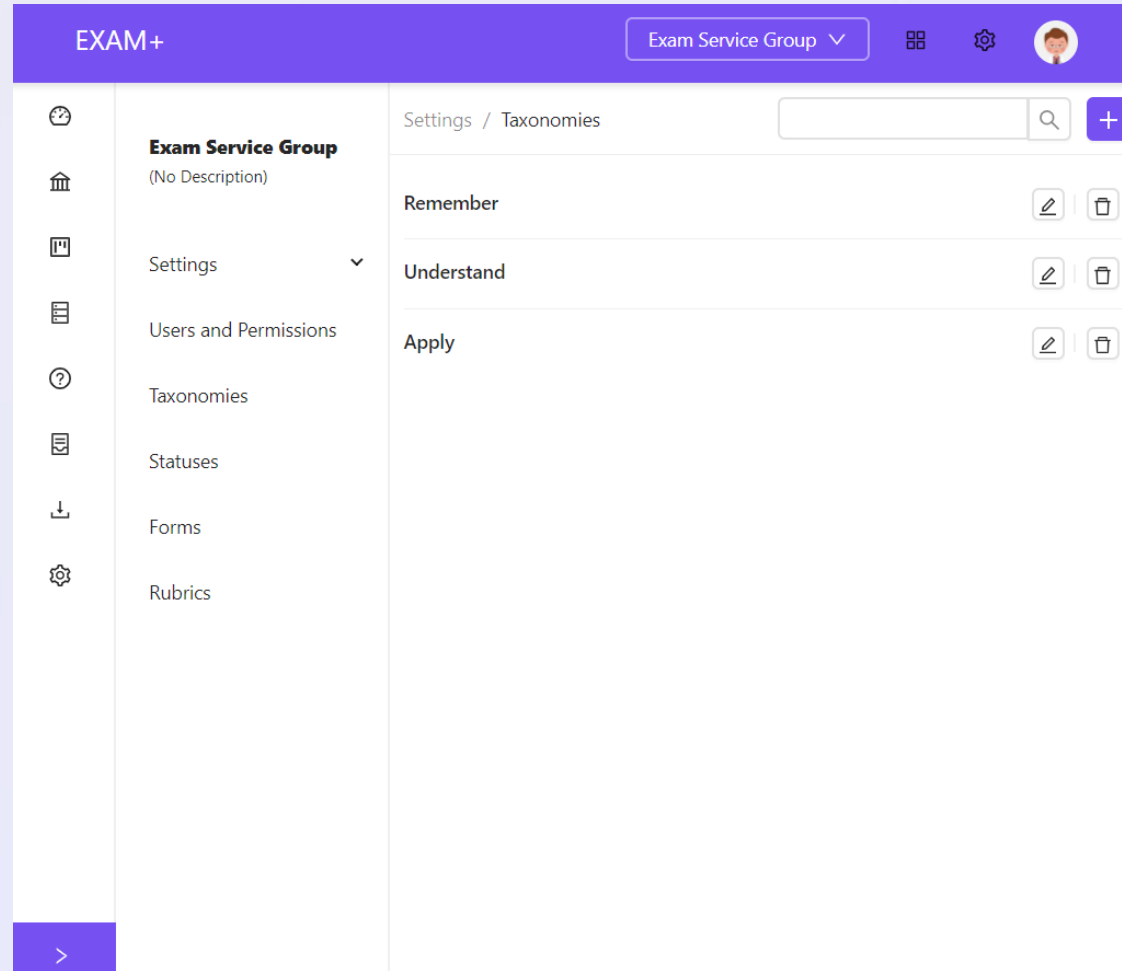 EXAM+
Exam Service Group
Exam Service Group
(No Description)
Settings
Users and Permissions
Taxonomies
Statuses
Forms
Rubrics
Settings / Taxonomies
Remember
Understand
Apply